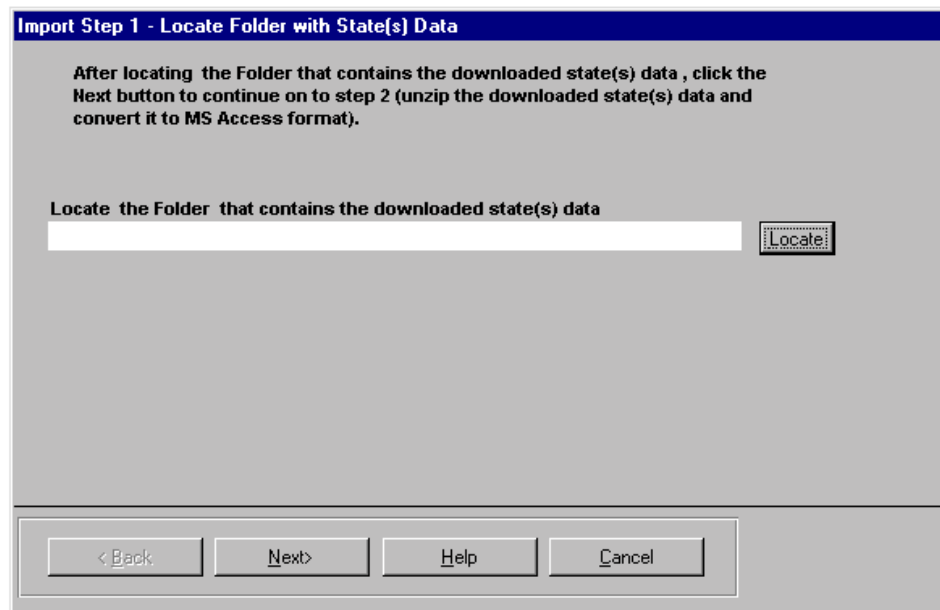 Import Step 1 - Locate Folder with State(s) Data
After locating the Folder that contains the downloaded state(s) data , click the
Next button to continue on to step 2 (unzip the downloaded state(s) data and
convert it to MS Access format).
Locate the Folder that contains the downloaded state(s) data
Locate
< Back
Next>
Help
Cancel